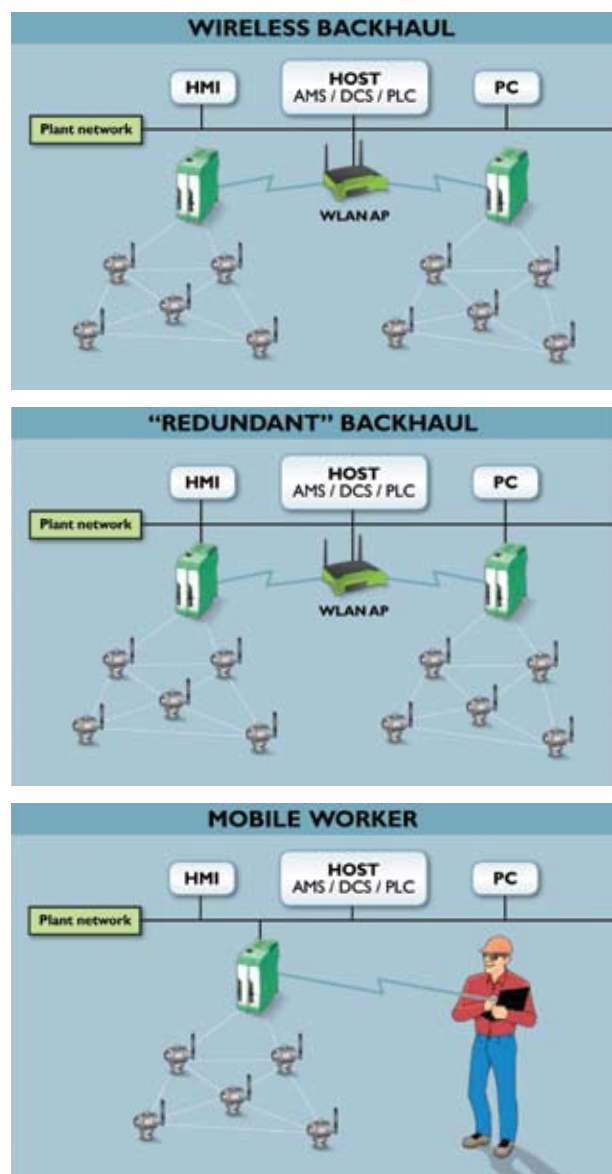 WIRELESS BACKHAUL
HMI
HOST
AMS / DCS / PLC
PC
Plant network
WLAN AP
“REDUNDANT” BACKHAUL
HMI
HOST
AMS / DCS / PLC
PC
Plant network
WLAN AP
MOBILE WORKER
HMI
HOST
AMS / DCS / PLC
PC
Plant network